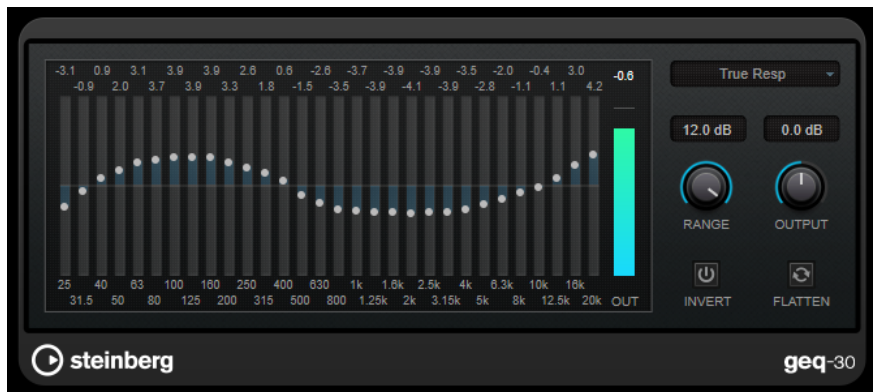 -3.1 0.9 3.1 3.9 3.9 2.6 0.6 -2.6 -3.7 -3.9 -3.9 -3.5 -2.0 -0.4 3.0
-0.9 2.0 3.7 3.9 3.3 1.8 -1.5 -3.5 -3.9 -4.1 -3.9 -2.8 -1.1 1.1 4.2
-0.6
True Resp
12.0 dB 0.0 dB
RANGE OUTPUT
25 40 63 100 160 250 400 630 1k 1.6k 2.5k 4k 6.3k 10k 16k
31.5 50 80 125 200 315 500 800 1.25k 2k 3.15k 5k 8k 12.5k 20k OUT
INVERT FLATTEN
steinberg
geq-30